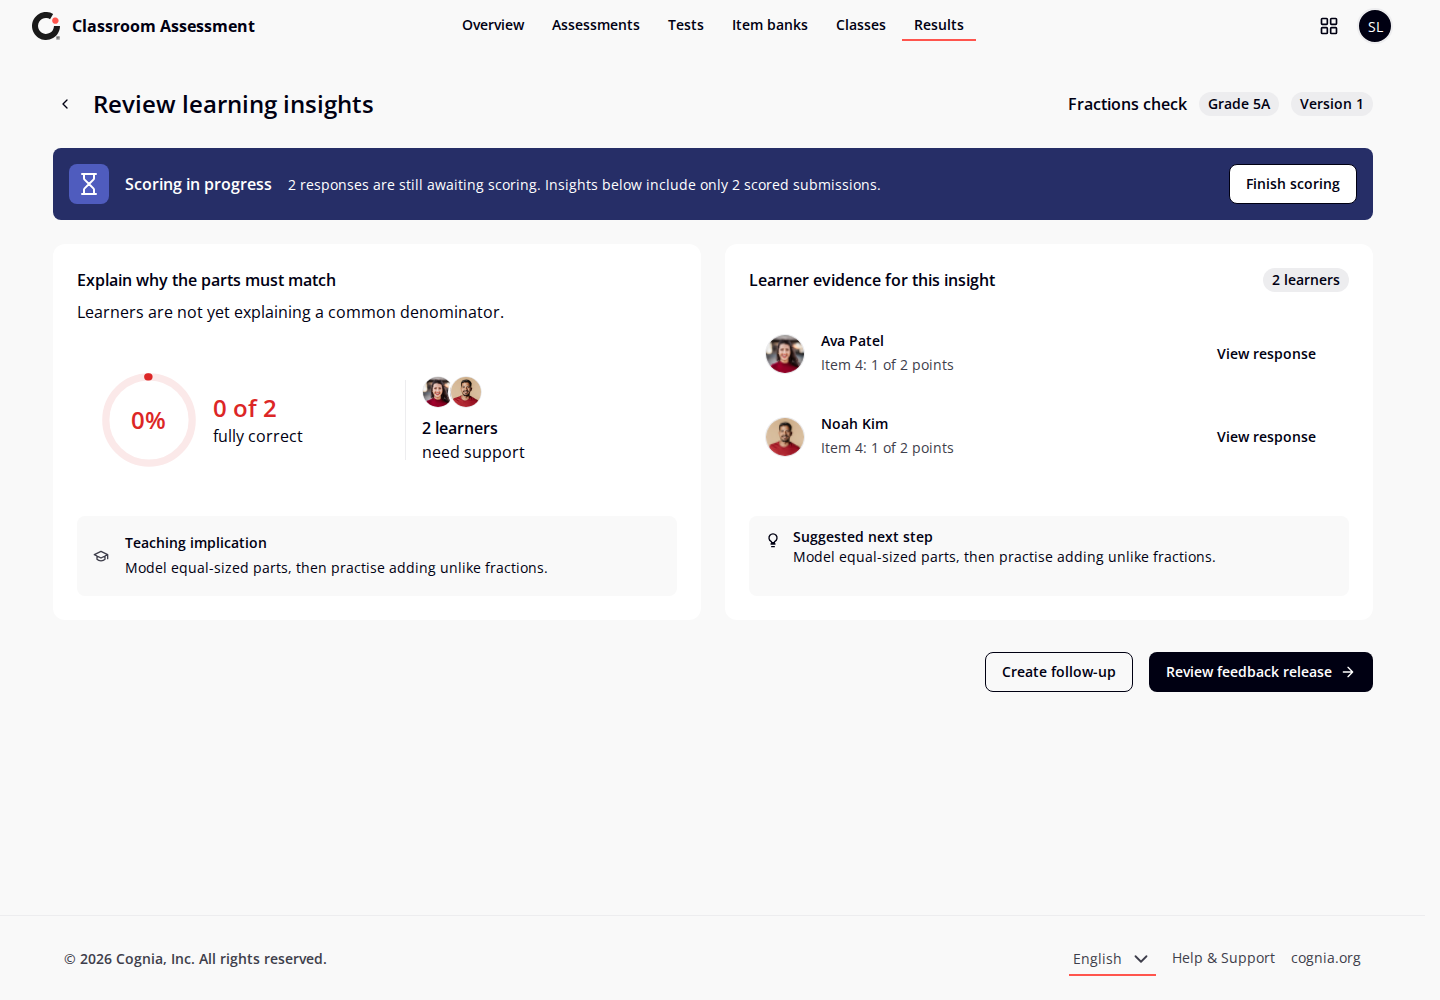 Classroom Assessment
Overview
Assessments
Tests
Item banks
Classes
Results
SL
Review learning insights
Fractions check
Grade 5A
Version 1
Scoring in progress
2 responses are still awaiting scoring. Insights below include only 2 scored submissions.
Finish scoring
Explain why the parts must match
Learners are not yet explaining a common denominator.
0%
0 of 2
fully correct
2 learners
need support
Teaching implication
Model equal-sized parts, then practise adding unlike fractions.
Learner evidence for this insight
2 learners
Ava Patel
Item 4: 1 of 2 points
View response
Noah Kim
Item 4: 1 of 2 points
View response
Suggested next step
Model equal-sized parts, then practise adding unlike fractions.
Create follow-up
Review feedback release
© 2026 Cognia, Inc. All rights reserved.
English
Help & Support
cognia.org